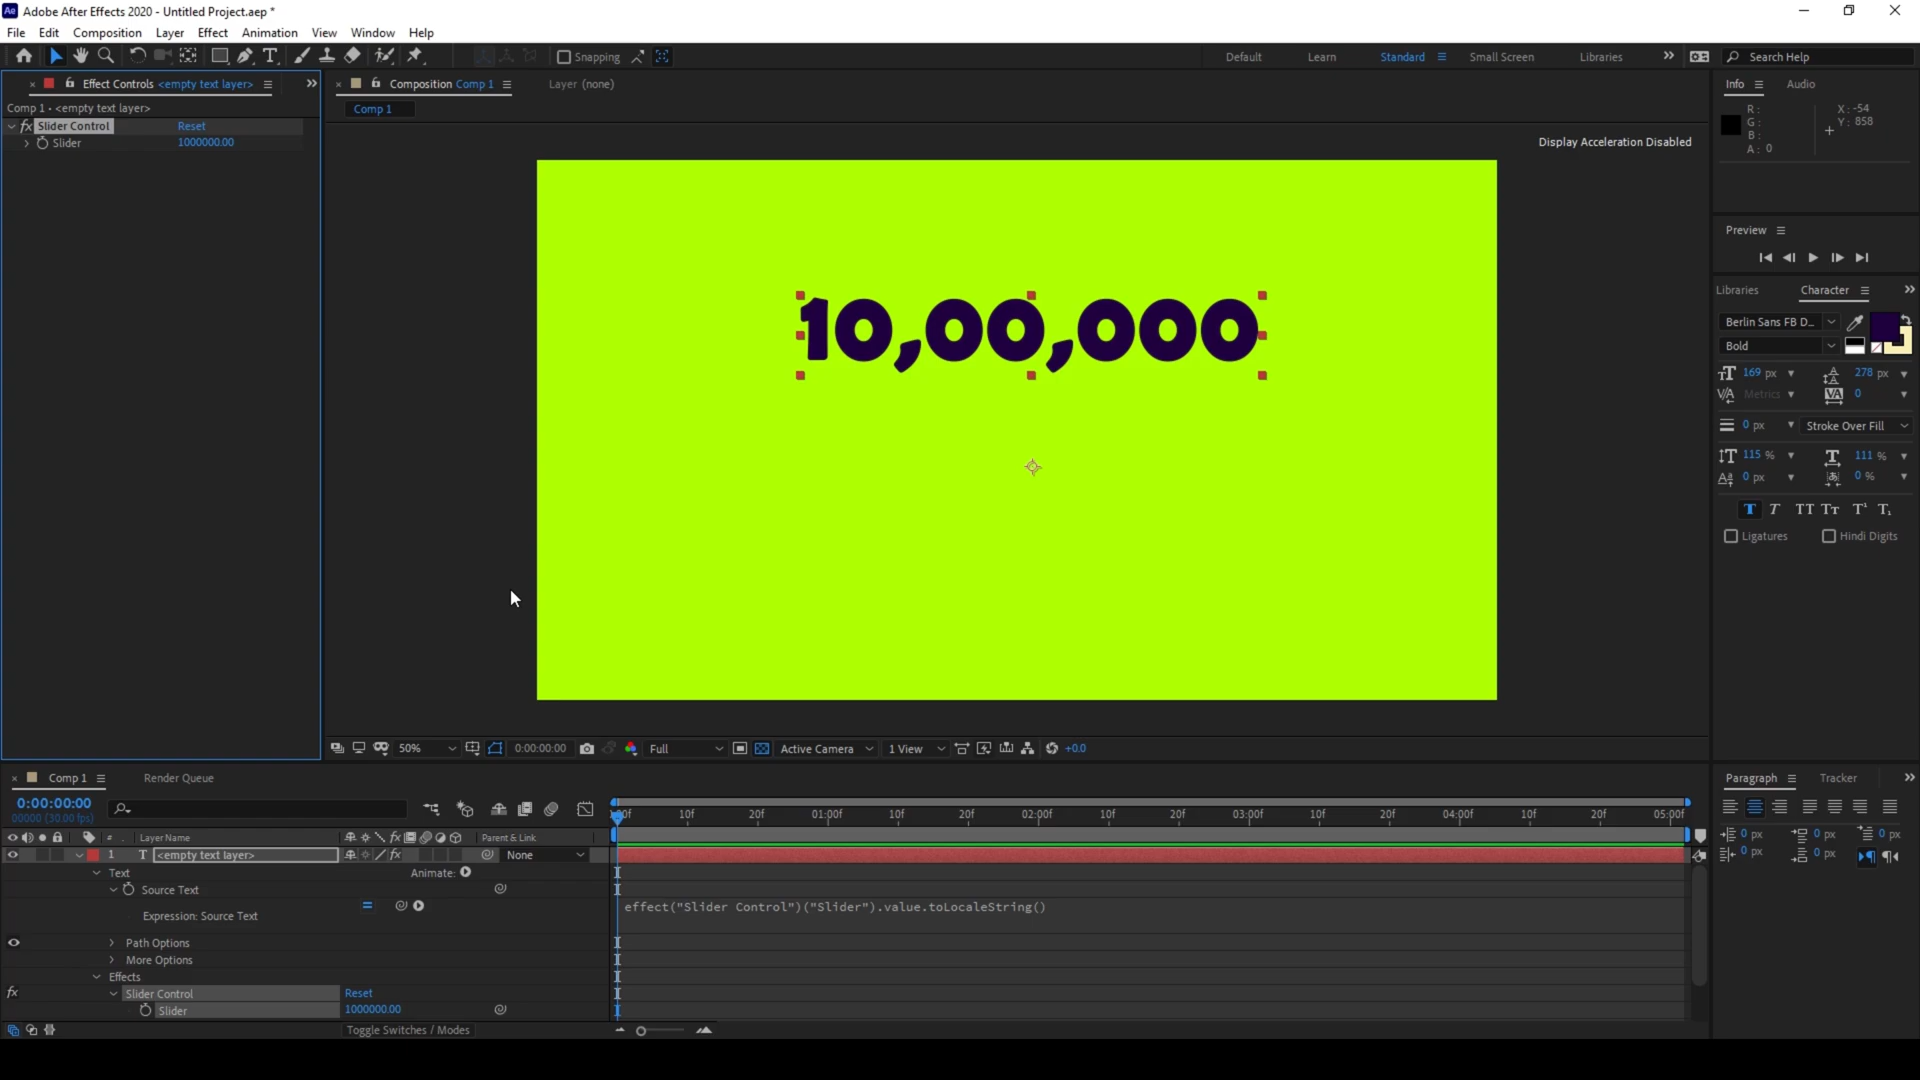 Adobe After Effects 2020 - Untitled Project.aep *
File Edit Composition Layer Effect Animation View Window Help
Snapping
Default Learn Standard Small Screen Libraries Search Help
Effect Controls <empty text layer>
Composition Comp 1
Layer (none)
Info Audio
Comp 1 • <empty text layer>
Comp 1
fx Slider Control Reset
Slider 1000000.00
R:
G:
B:
A: 0
X: -54
Y: 858
Display Acceleration Disabled
10,00,000
Preview
Libraries Character
Berlin Sans FB D...
Bold
169 px 278 px
Metrics 0
0 px Stroke Over Fill
115 % 111 %
0 px 0 %
Ligatures Hindi Digits
50% 0:00:00:00 Full Active Camera 1 View +0.0
Comp 1 Render Queue
Paragraph Tracker
0:00:00:00
00000 (30.00 fps)
10f 20f 01:00f 10f 20f 02:00f 10f 20f 03:00f 10f 20f 04:00f 10f 20f 05:00f
# Layer Name Parent & Link
1 T <empty text layer> None
Text Animate:
Source Text
Expression: Source Text effect("Slider Control")("Slider").value.toLocaleString()
Path Options
More Options
Effects
fx Slider Control Reset
Slider 1000000.00
Toggle Switches / Modes
0 px 0 px 0 px
0 px 0 px